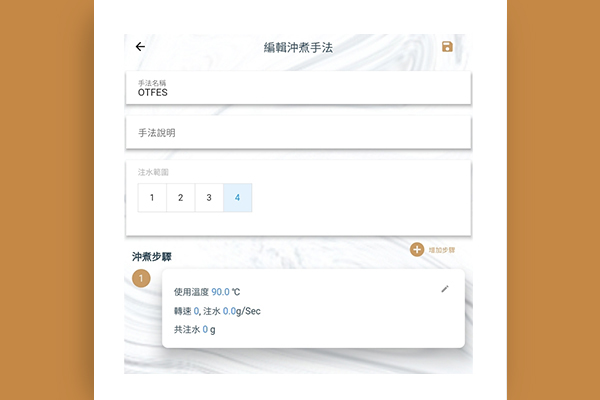 編輯沖煮手法
手法名稱
OTFES
手法說明
注水範圍
1 2 3 4
增加步驟
沖煮步驟
1
使用溫度 90.0 ℃
轉速 0, 注水 0.0g/Sec
共注水 0 g